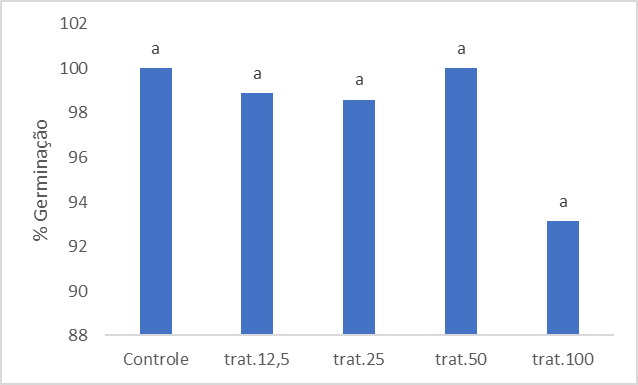 % Germinação
102
100
98
96
94
92
90
88
a
a
a
a
a
Controle
trat.12,5
trat.25
trat.50
trat.100